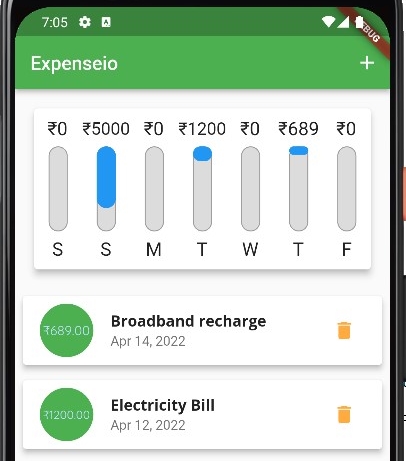 7:05
DEBUG
Expenseio
₹0 ₹5000 ₹0 ₹1200 ₹0 ₹689 ₹0
S S M T W T F
₹689.00
Broadband recharge
Apr 14, 2022
₹1200.00
Electricity Bill
Apr 12, 2022